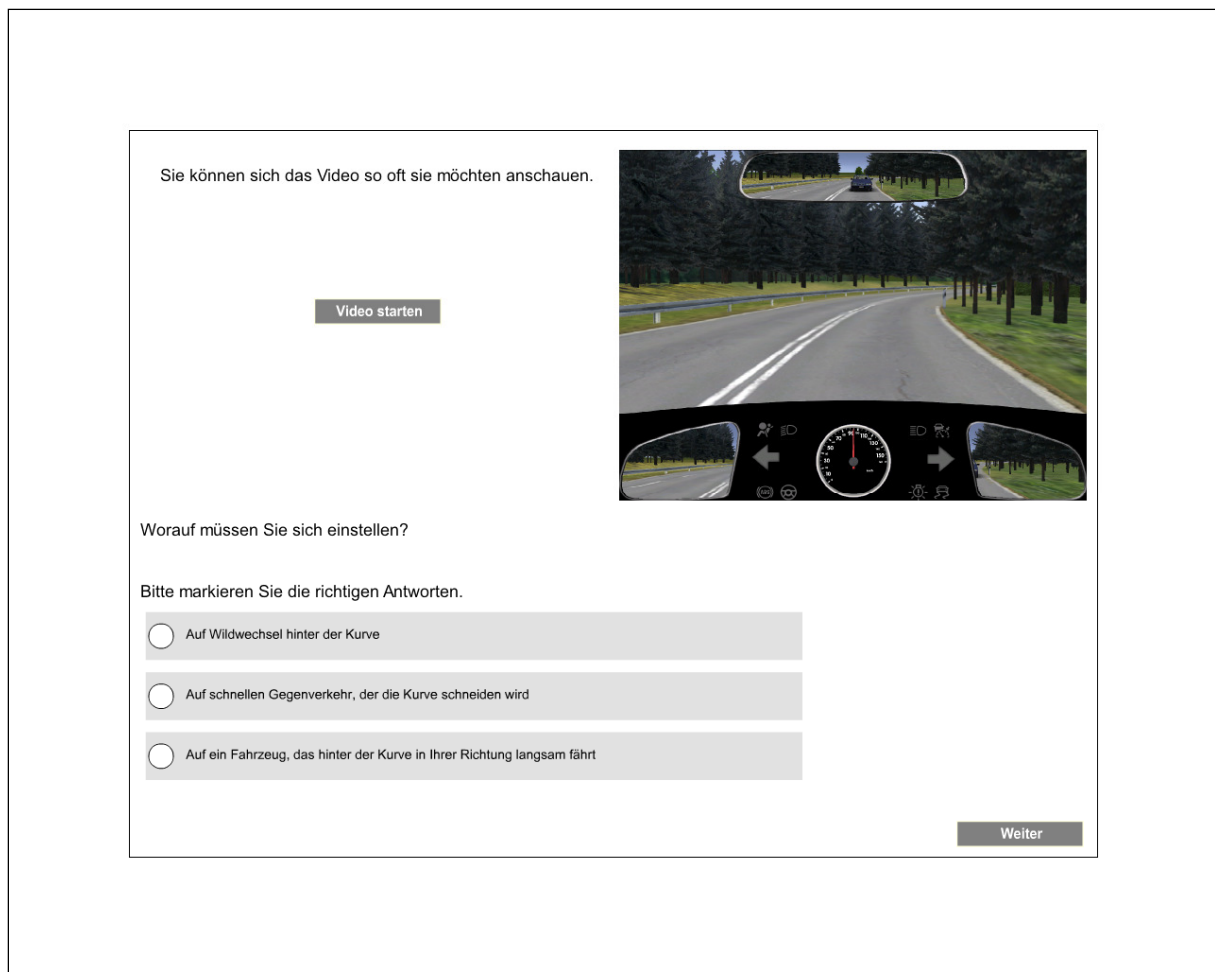 Sie können sich das Video so oft sie möchten anschauen.
Video starten
Worauf müssen Sie sich einstellen?
Bitte markieren Sie die richtigen Antworten.
Auf Wildwechsel hinter der Kurve
Auf schnellen Gegenverkehr, der die Kurve schneiden wird
Auf ein Fahrzeug, das hinter der Kurve in Ihrer Richtung langsam fährt
Weiter